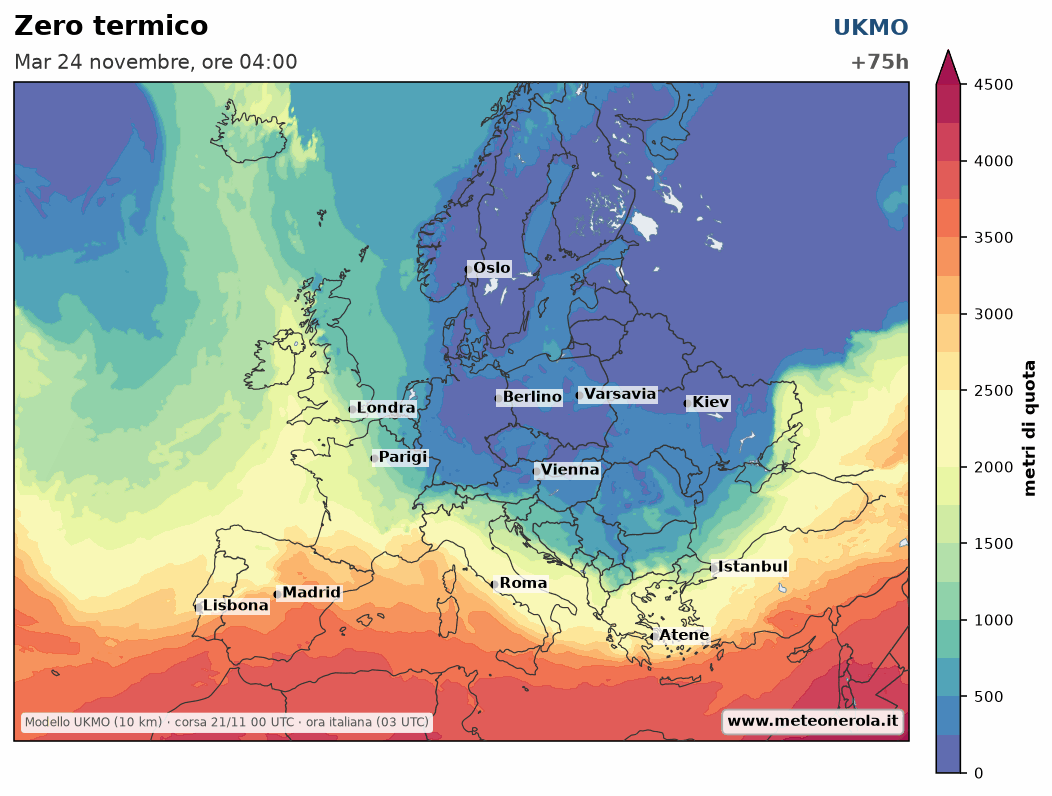 Zero termico
UKMO
Mar 24 novembre, ore 04:00
+75h
4500
4000
3500
3000
2500
2000
1500
1000
500
0
metri di quota
Oslo
Berlino
Varsavia
Kiev
Londra
Parigi
Vienna
Istanbul
Roma
Madrid
Lisbona
Atene
Modello UKMO (10 km) · corsa 21/11 00 UTC · ora italiana (03 UTC)
www.meteonerola.it